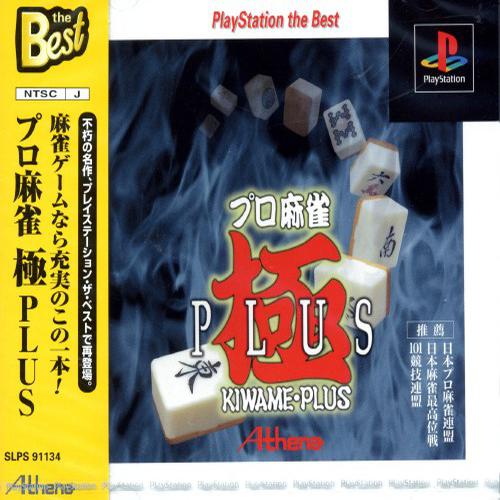 the
Best
NTSC J
不朽の名作、プレイステーション・ザ・ベストで再登場。
麻雀ゲームなら充実のこの一本!
プロ麻雀 極 PLUS
SLPS 91134
Athena
PlayStation the Best
PlayStation
六
南
プロ麻雀
極
PLUS
KIWAME・PLUS
東
Athena
推薦
日本プロ麻雀連盟
日本麻雀最高位戦
101競技連盟